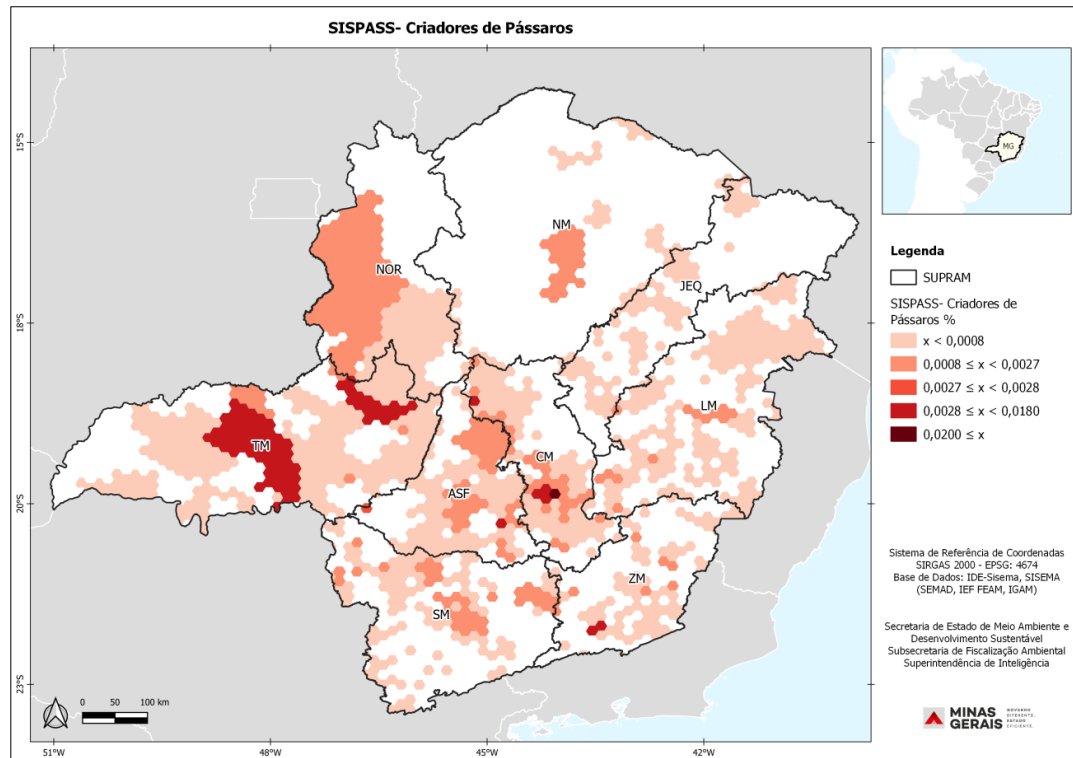 SISPASS- Criadores de Pássaros
15°S
18°S
20°S
23°S
51°W
48°W
45°W
42°W
NM
NOR
JEQ
TM
LM
CM
ASF
ZM
SM
0 50 100 km
MG
Legenda
SUPRAM
SISPASS- Criadores de
Pássaros %
x < 0,0008
0,0008 ≤ x < 0,0027
0,0027 ≤ x < 0,0028
0,0028 ≤ x < 0,0180
0,0200 ≤ x
Sistema de Referência de Coordenadas
SIRGAS 2000 - EPSG: 4674
Base de Dados: IDE-Sisema, SISEMA
(SEMAD, IEF FEAM, IGAM)
Secretaria de Estado de Meio Ambiente e
Desenvolvimento Sustentável
Subsecretaria de Fiscalização Ambiental
Superintendência de Inteligência
MINAS
GERAIS
GOVERNO
DIFERENTE.
ESTADO
EFICIENTE.